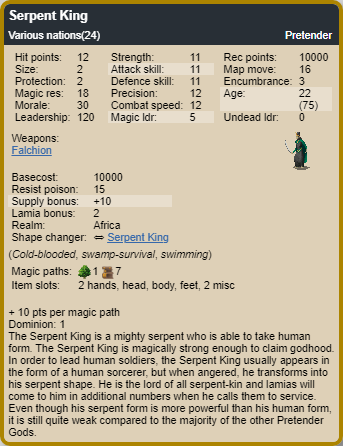 Serpent King
Various nations(24) Pretender
Hit points: 12 Strength: 11 Rec points: 10000
Size: 2 Attack skill: 11 Map move: 16
Protection: 2 Defence skill: 11 Encumbrance: 3
Magic res: 18 Precision: 12 Age: 22
Morale: 30 Combat speed: 12 (75)
Leadership: 120 Magic ldr: 5 Undead ldr: 0
Weapons:
Falchion
Basecost: 10000
Resist poison: 15
Supply bonus: +10
Lamia bonus: 2
Realm: Africa
Shape changer: ⇔ Serpent King
(Cold-blooded, swamp-survival, swimming)
Magic paths: 1 7
Item slots: 2 hands, head, body, feet, 2 misc
+ 10 pts per magic path
Dominion: 1
The Serpent King is a mighty serpent who is able to take human
form. The Serpent King is magically strong enough to claim godhood.
In order to lead human soldiers, the Serpent King usually appears in
the form of a human sorcerer, but when angered, he transforms into
his serpent shape. He is the lord of all serpent-kin and lamias will
come to him in additional numbers when he calls them to service.
Even though his serpent form is more powerful than his human form,
it is still quite weak compared to the majority of the other Pretender
Gods.